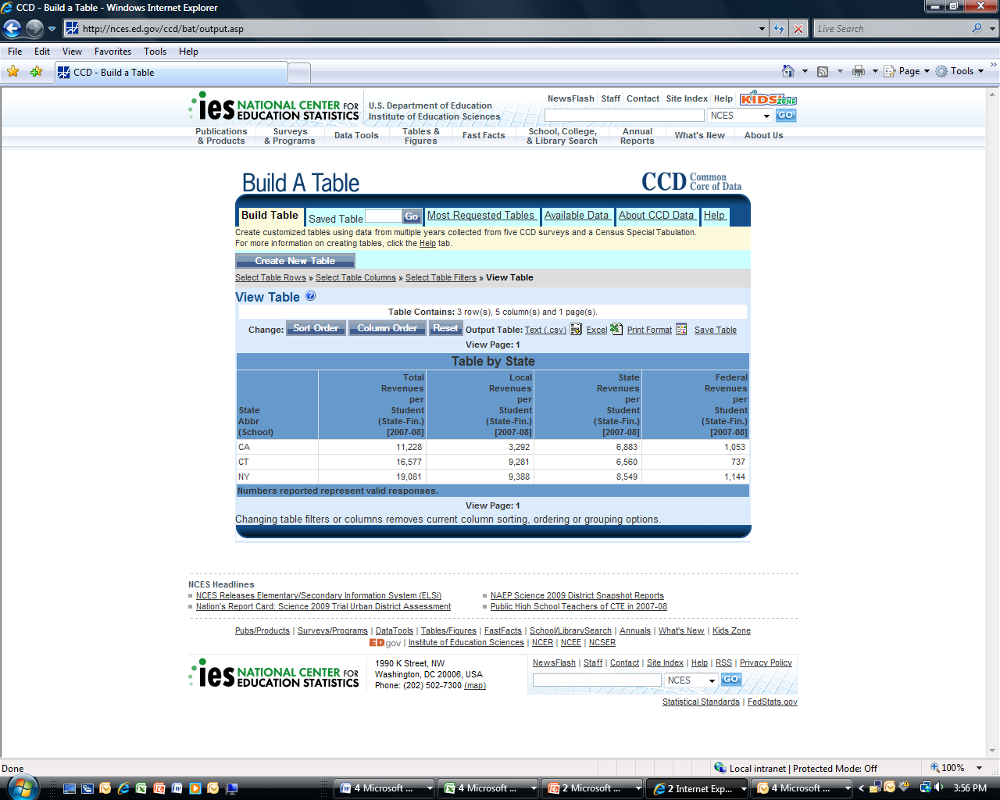 CCD - Build a Table - Windows Internet Explorer
http://nces.ed.gov/ccd/bat/output.asp
Live Search
File Edit View Favorites Tools Help
CCD - Build a Table
Page Tools
ies NATIONAL CENTER FOR EDUCATION STATISTICS
U.S. Department of Education
Institute of Education Sciences
NewsFlash Staff Contact Site Index Help KIDS ZONE
NCES GO
Publications & Products
Surveys & Programs
Data Tools
Tables & Figures
Fast Facts
School, College, & Library Search
Annual Reports
What's New
About Us
Build A Table
CCD Common Core of Data
Build Table Saved Table Go Most Requested Tables Available Data About CCD Data Help
Create customized tables using data from multiple years collected from five CCD surveys and a Census Special Tabulation.
For more information on creating tables, click the Help tab.
Create New Table
Select Table Rows » Select Table Columns » Select Table Filters » View Table
View Table ?
Table Contains: 3 row(s), 5 column(s) and 1 page(s).
Change: Sort Order Column Order Reset Output Table: Text (.csv) Excel Print Format Save Table
View Page: 1
Table by State
State Abbr (School) Total Revenues per Student (State-Fin.) [2007-08] Local Revenues per Student (State-Fin.) [2007-08] State Revenues per Student (State-Fin.) [2007-08] Federal Revenues per Student (State-Fin.) [2007-08]
CA 11,228 3,292 6,883 1,053
CT 16,577 9,281 6,560 737
NY 19,081 9,388 8,549 1,144
Numbers reported represent valid responses.
View Page: 1
Changing table filters or columns removes current column sorting, ordering or grouping options.
NCES Headlines
NCES Releases Elementary/Secondary Information System (ELSi)
NAEP Science 2009 District Snapshot Reports
Nation's Report Card: Science 2009 Trial Urban District Assessment
Public High School Teachers of CTE in 2007-08
Pubs/Products | Surveys/Programs | DataTools | Tables/Figures | FastFacts | School/LibrarySearch | Annuals | What's New | Kids Zone
ED.gov | Institute of Education Sciences | NCER | NCEE | NCSER
ies NATIONAL CENTER FOR EDUCATION STATISTICS
1990 K Street, NW
Washington, DC 20006, USA
Phone: (202) 502-7300 (map)
NewsFlash | Staff | Contact | Site Index | Help | RSS | Privacy Policy
NCES GO
Statistical Standards | FedStats.gov
Done
Local intranet | Protected Mode: Off
100%
4 Microsoft ... 4 Microsoft ... 2 Microsoft ... 2 Internet Exp... 4 Microsoft ... 3:56 PM